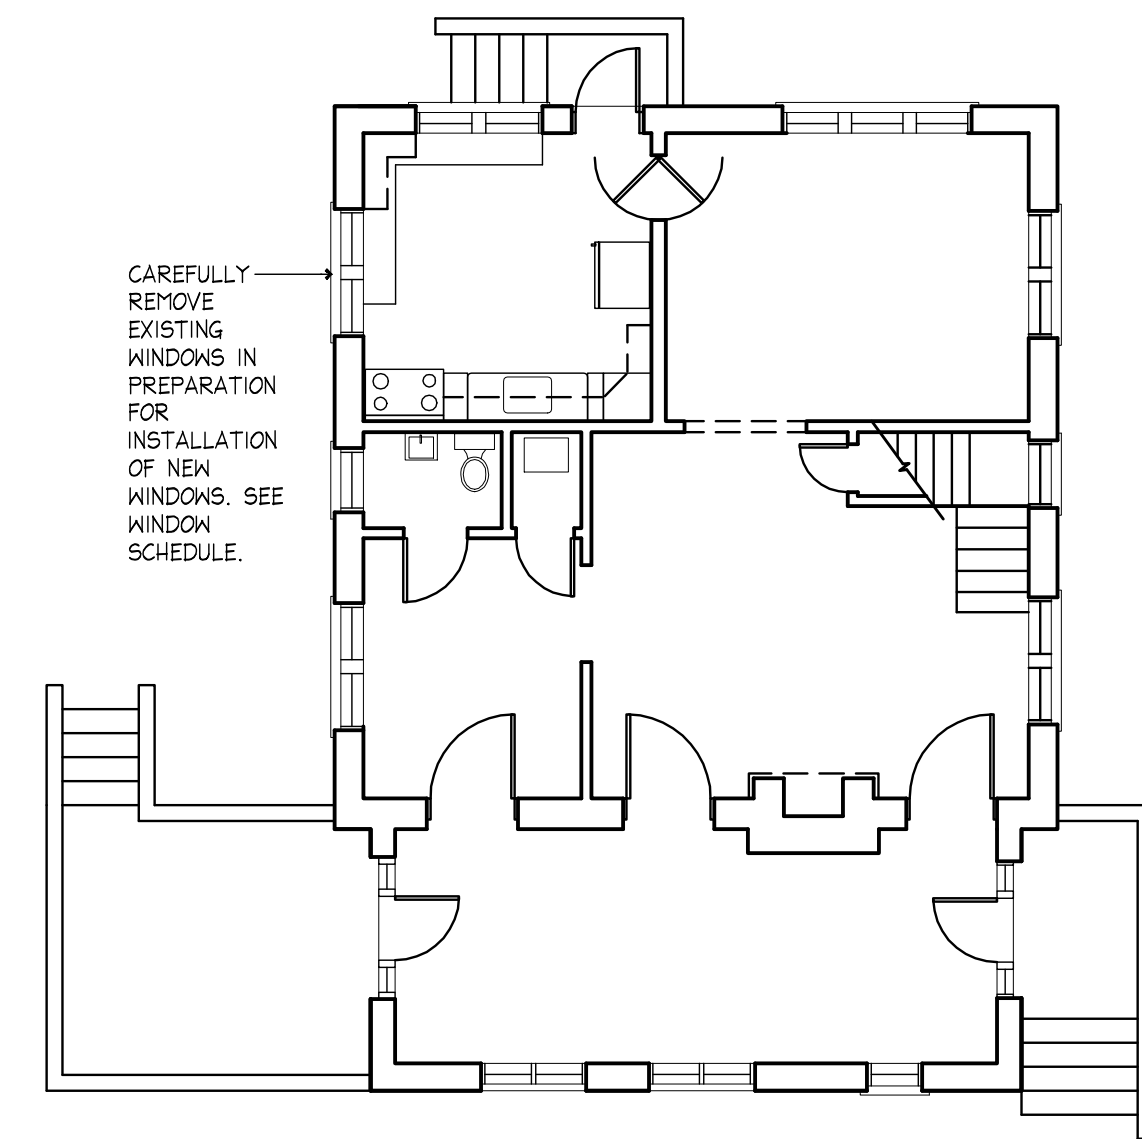 CAREFULLY
REMOVE
EXISTING
WINDOWS IN
PREPARATION
FOR
INSTALLATION
OF NEW
WINDOWS. SEE
WINDOW
SCHEDULE.